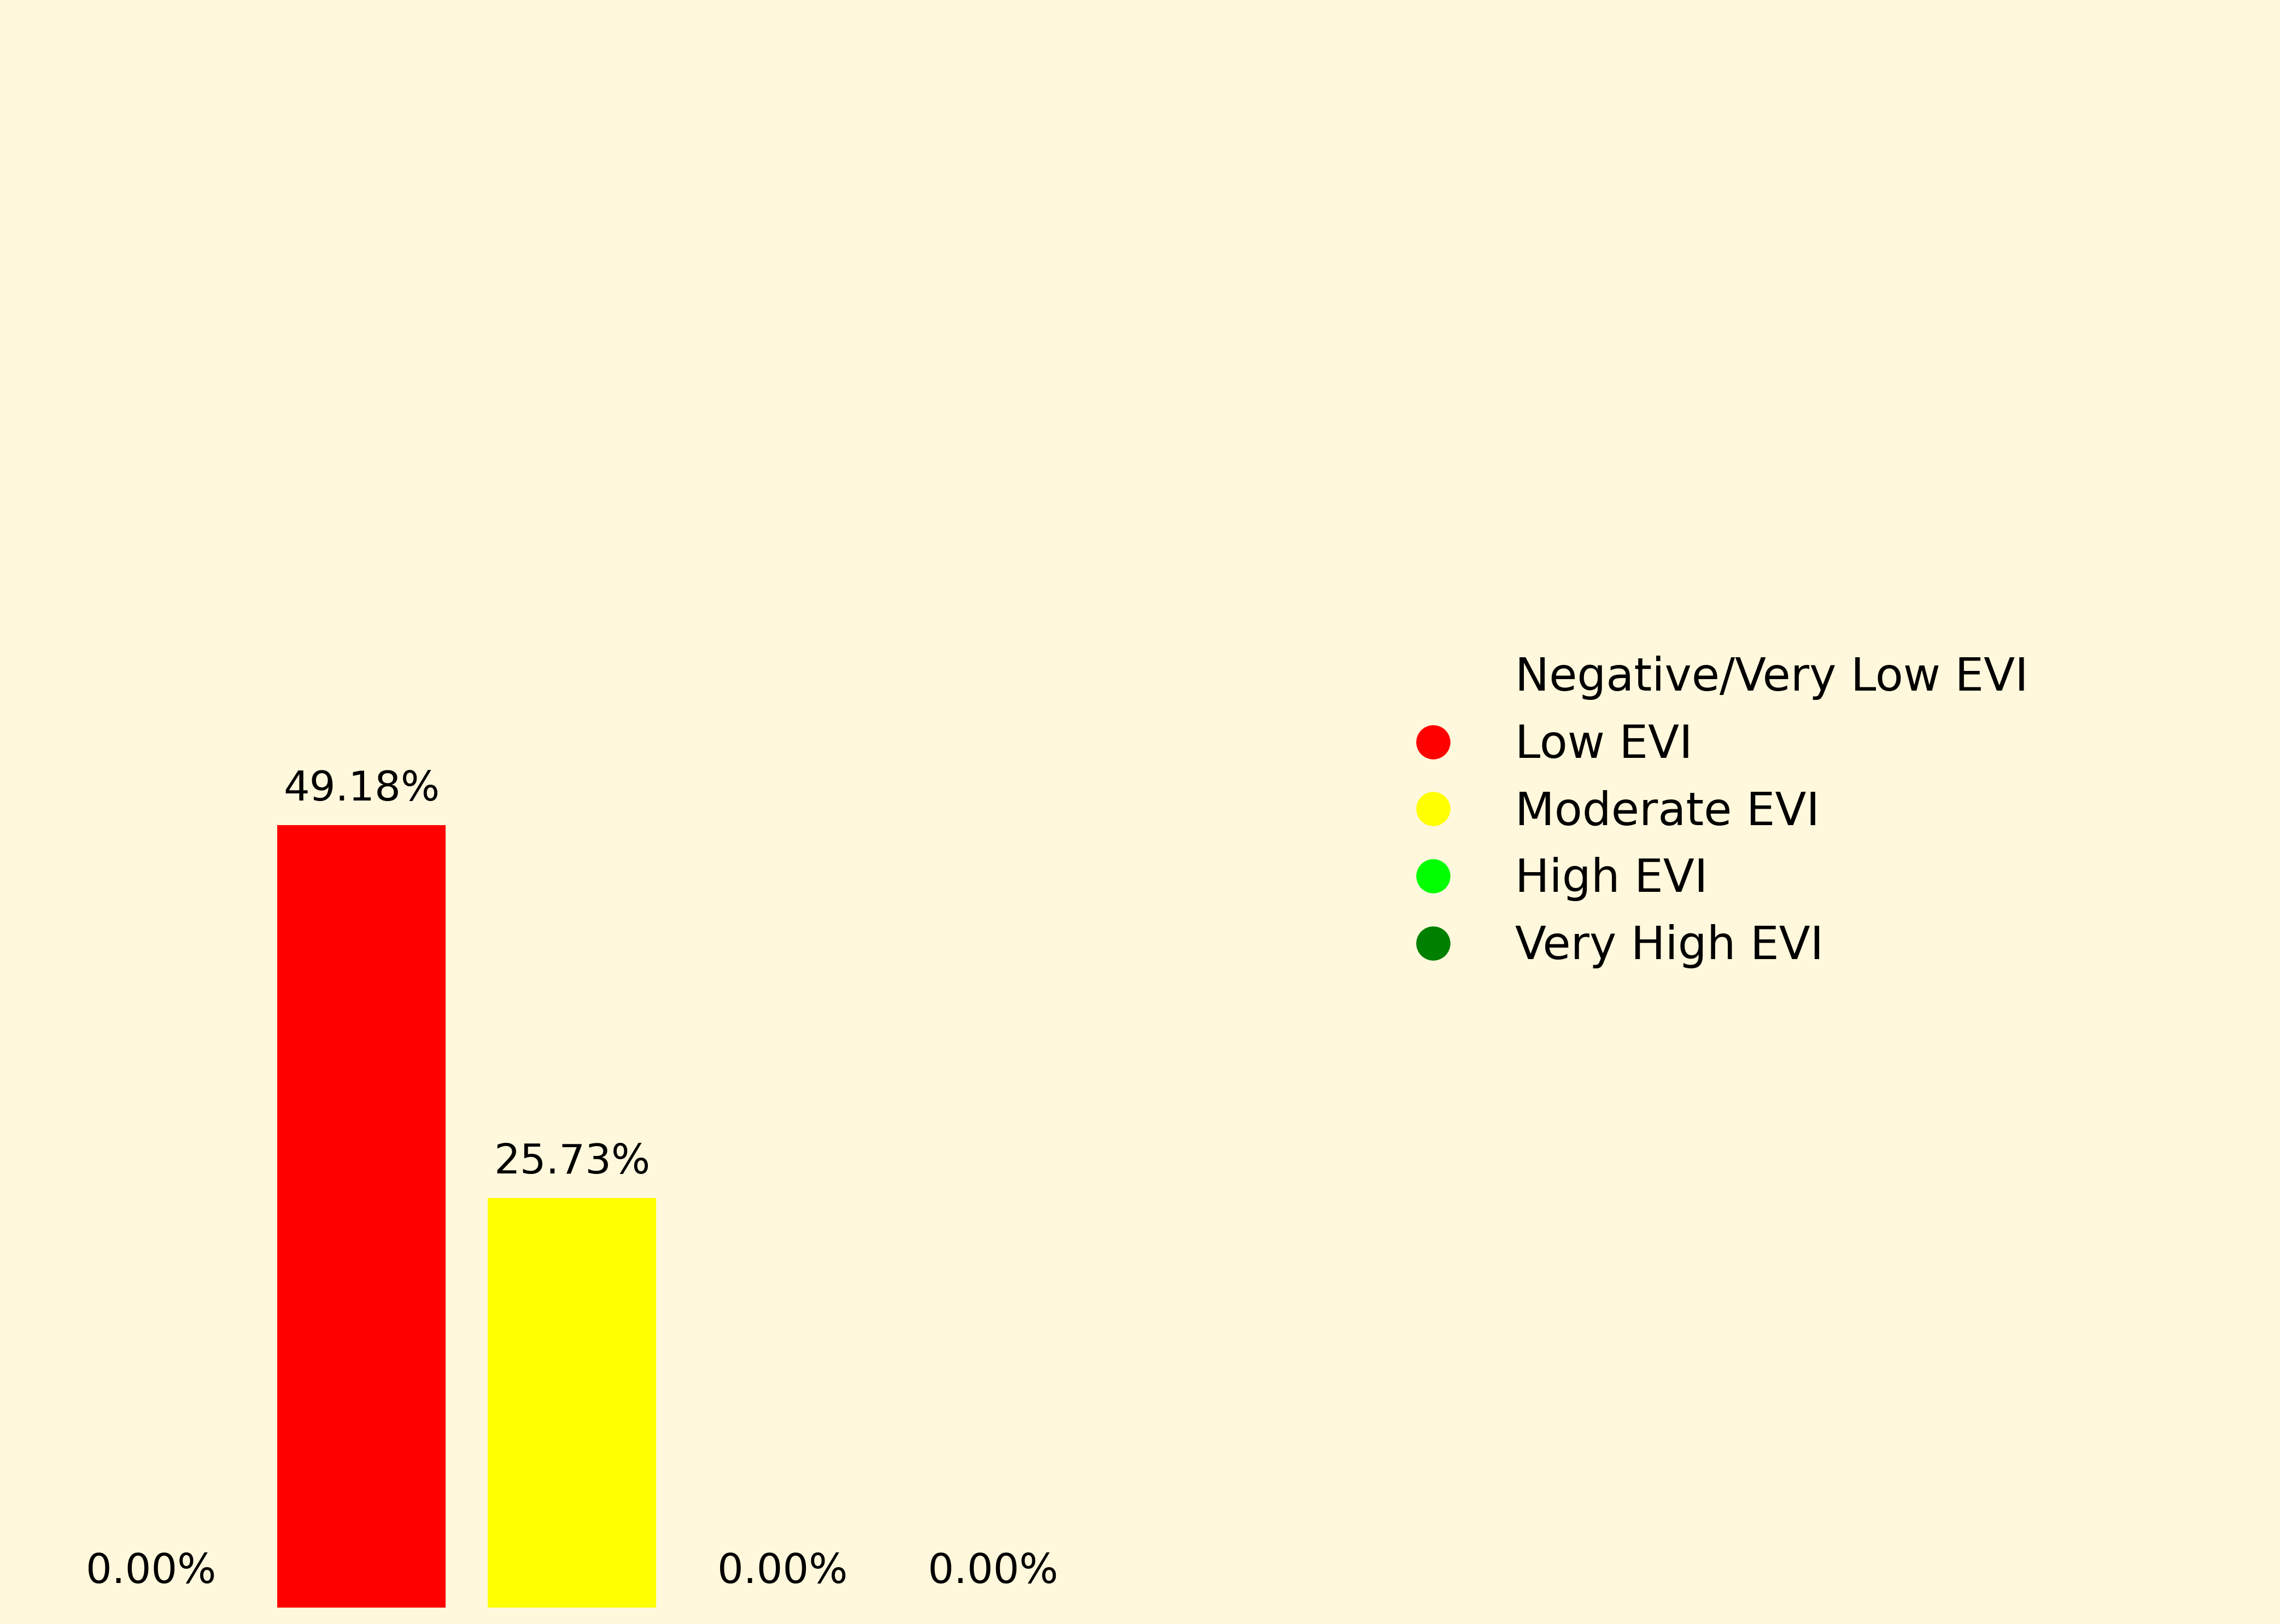 49.18%
25.73%
0.00%
0.00%
0.00%
Negative/Very Low EVI
Low EVI
Moderate EVI
High EVI
Very High EVI